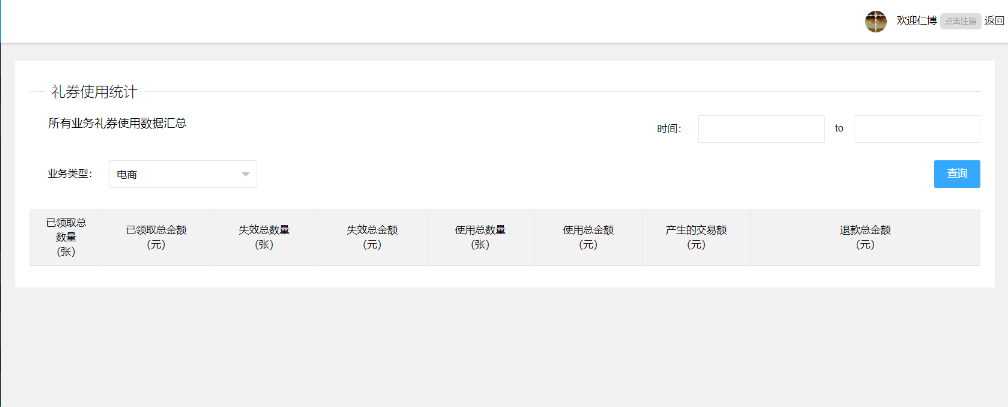 欢迎仁博 点击注销 返回
礼券使用统计
所有业务礼券使用数据汇总
时间： to
业务类型： 电商 查询
已领取总
数量
（张）
已领取总金额
（元）
失效总数量
（张）
失效总金额
（元）
使用总数量
（张）
使用总金额
（元）
产生的交易额
（元）
退款总金额
（元）